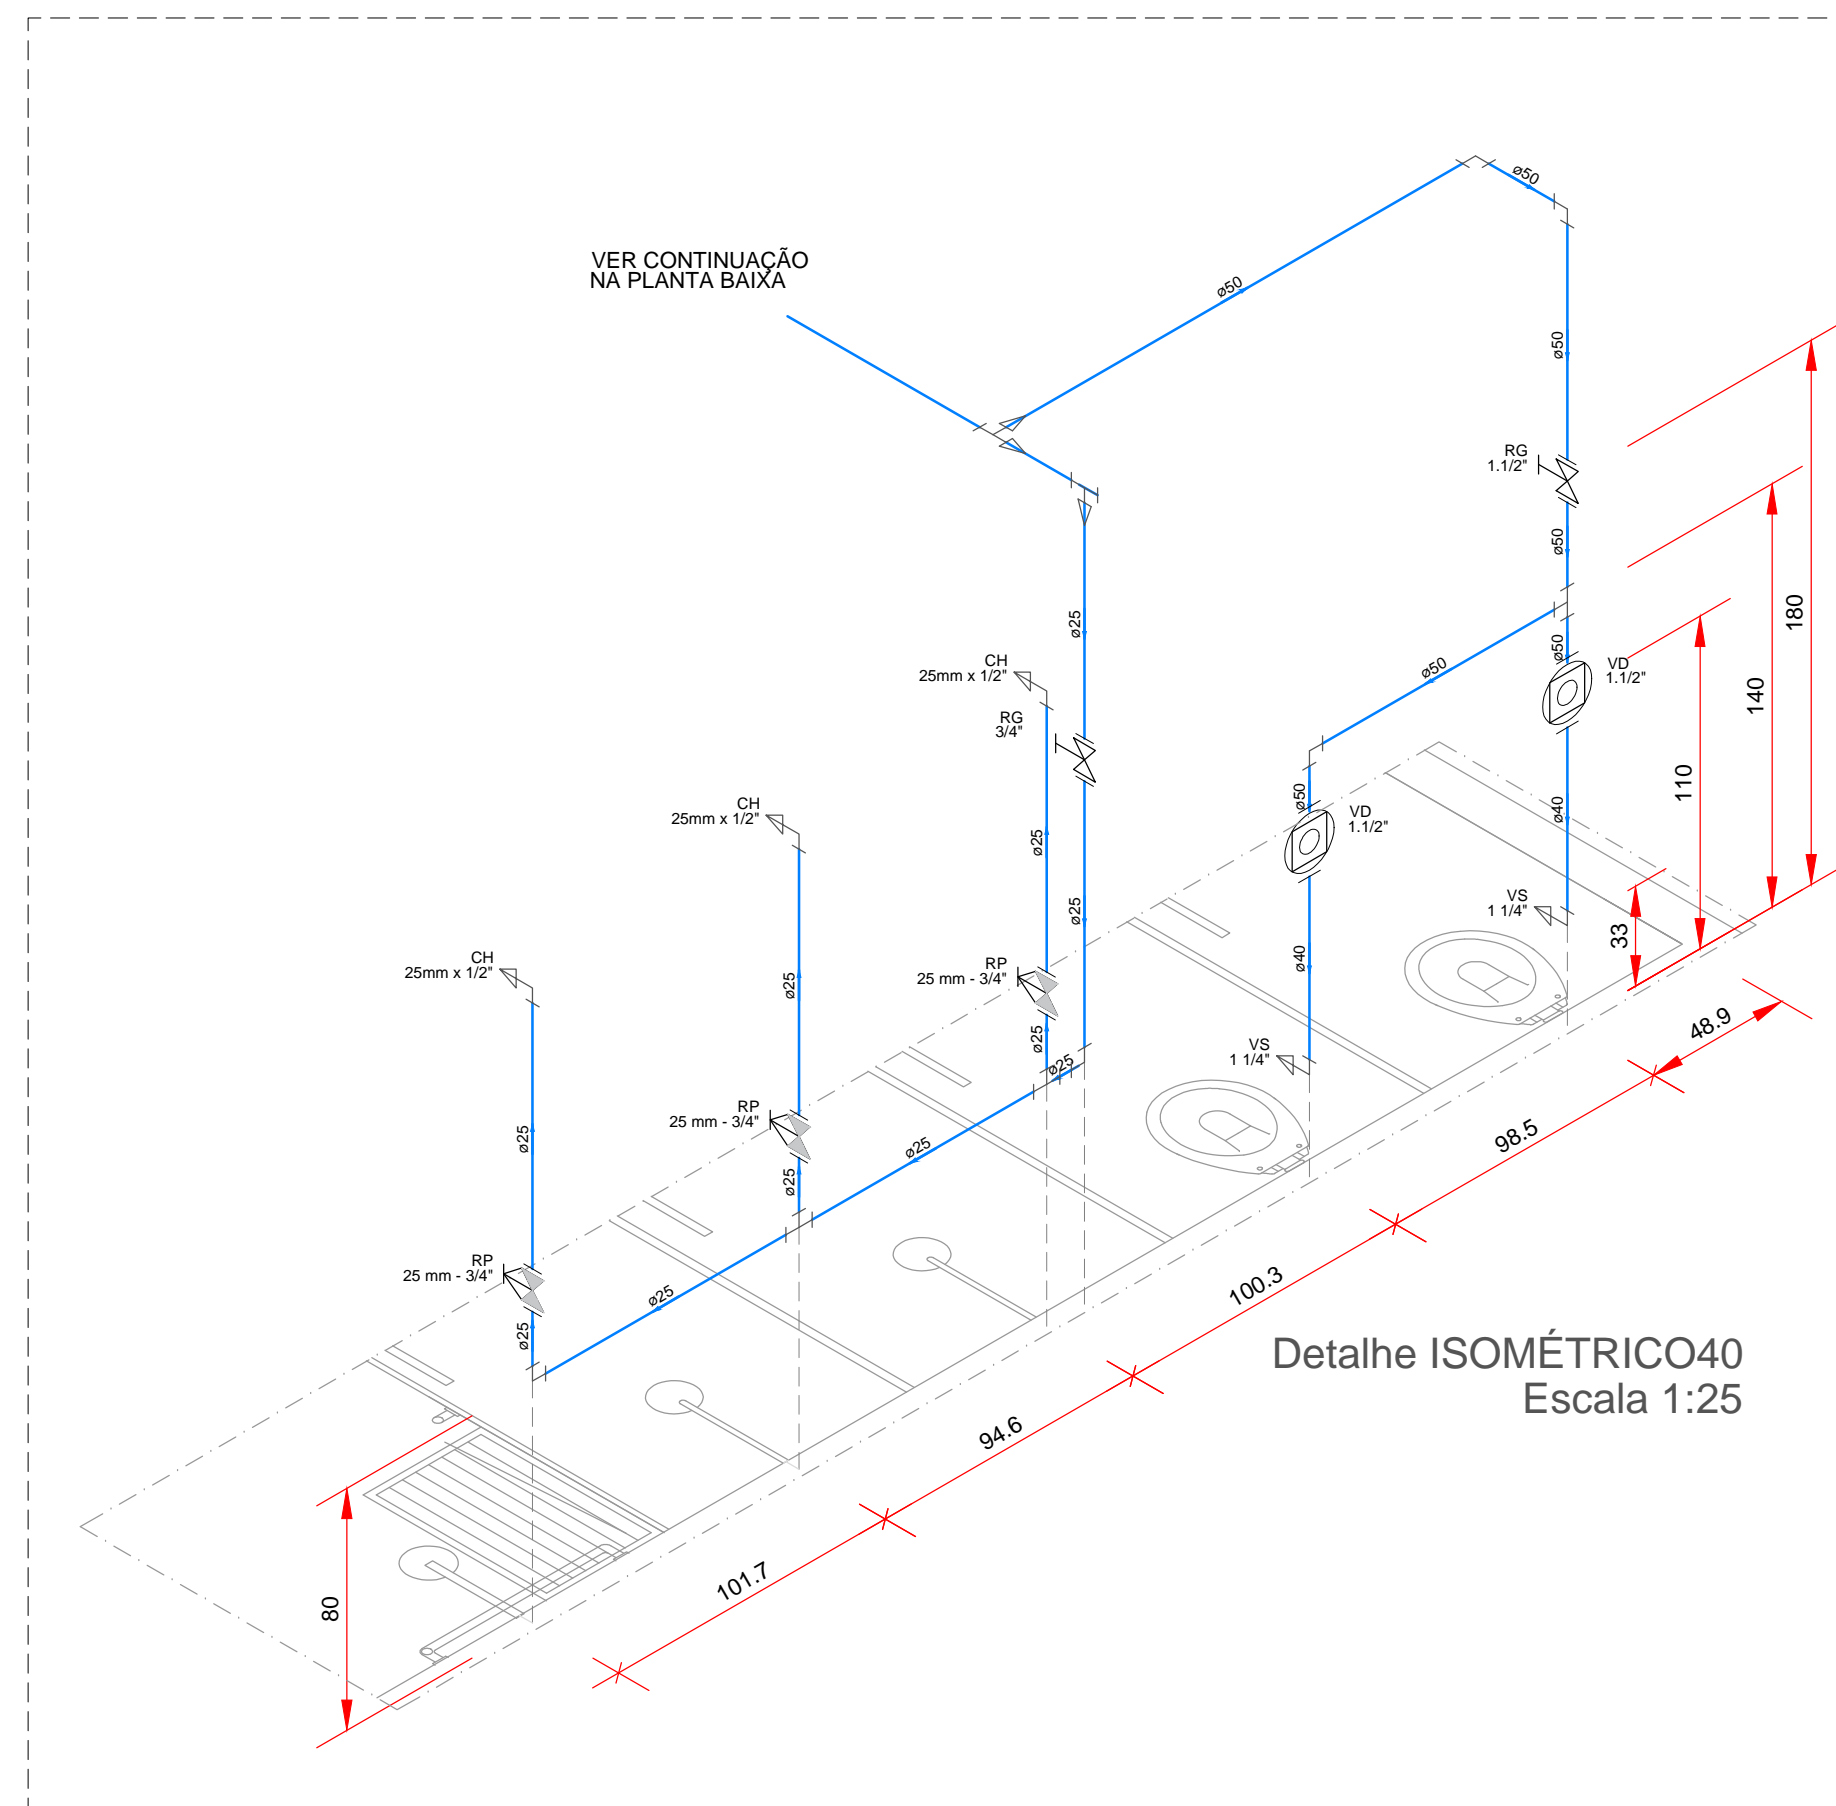 ø50
VER CONTINUAÇÃO
NA PLANTA BAIXA
ø50
ø50
RG
1.1/2"
ø50
180
ø25
ø50
ø50
CH
25mm x 1/2"
VD
1.1/2"
140
RG
3/4"
110
CH
25mm x 1/2"
ø50
VD
1.1/2"
ø40
ø25
VS
1 1/4"
ø25
33
CH
25mm x 1/2"
ø40
RP
25 mm - 3/4"
ø25
48.9
ø25
VS
1 1/4"
ø25
RP
25 mm - 3/4"
98.5
ø25
ø25
ø25
RP
25 mm - 3/4"
100.3
ø25
ø25
Detalhe ISOMÉTRICO40
Escala 1:25
94.6
101.7
80